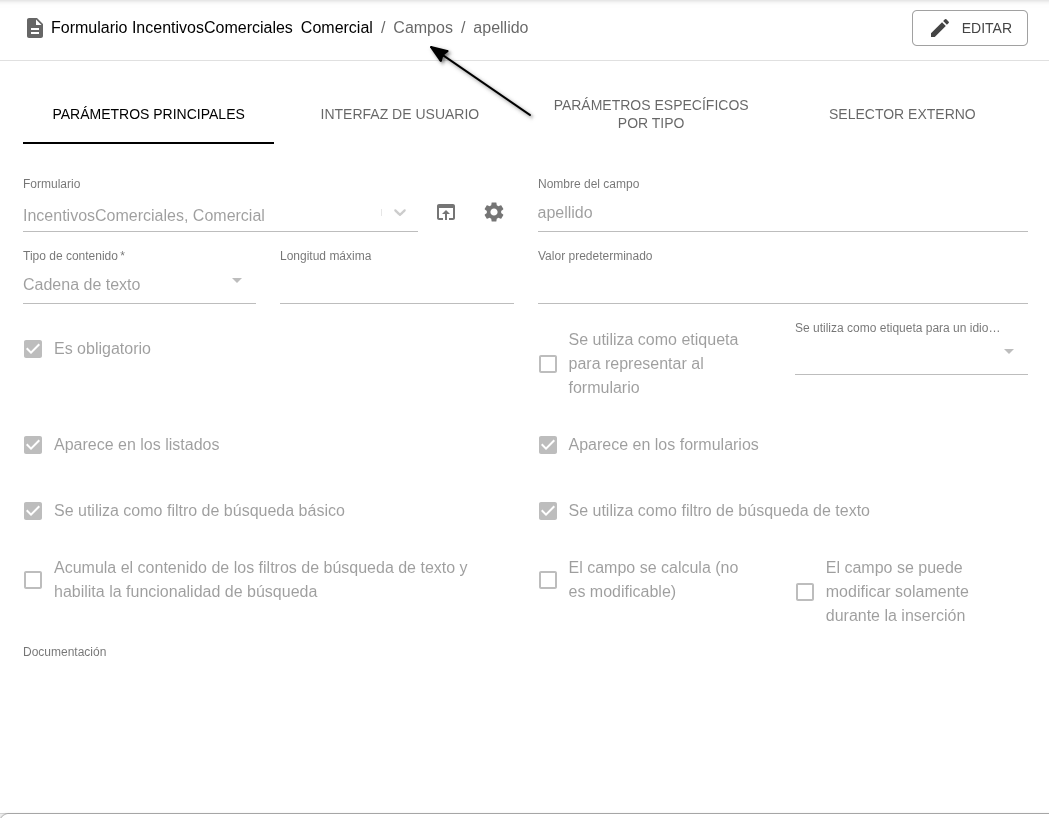 Formulario IncentivosComerciales  Comercial / Campos / apellido
EDITAR
PARÁMETROS PRINCIPALES
INTERFAZ DE USUARIO
PARÁMETROS ESPECÍFICOS
POR TIPO
SELECTOR EXTERNO
Formulario
IncentivosComerciales, Comercial
Nombre del campo
apellido
Tipo de contenido *
Cadena de texto
Longitud máxima
Valor predeterminado
Es obligatorio
Se utiliza como etiqueta
para representar al
formulario
Se utiliza como etiqueta para un idio…
Aparece en los listados
Aparece en los formularios
Se utiliza como filtro de búsqueda básico
Se utiliza como filtro de búsqueda de texto
Acumula el contenido de los filtros de búsqueda de texto y
habilita la funcionalidad de búsqueda
El campo se calcula (no
es modificable)
El campo se puede
modificar solamente
durante la inserción
Documentación